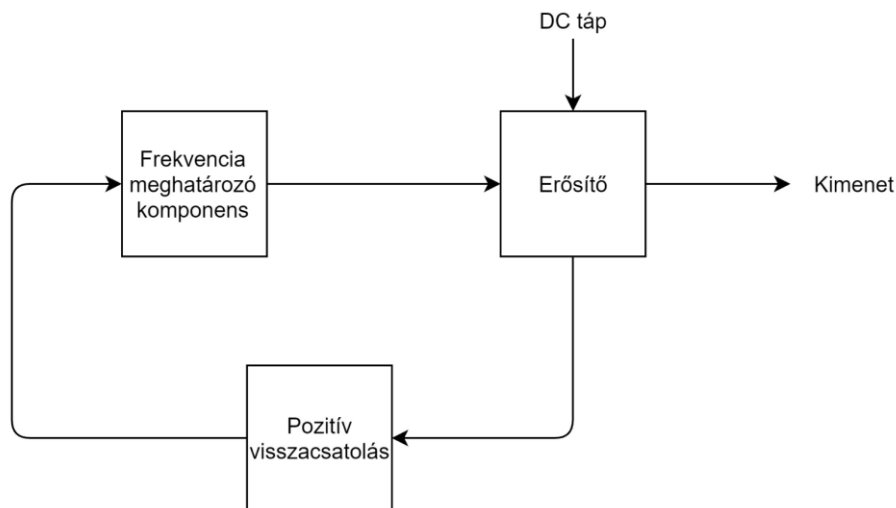 DC táp
Frekvencia
meghatározó
komponens
Erősítő
Kimenet
Pozitív
visszacsatolás